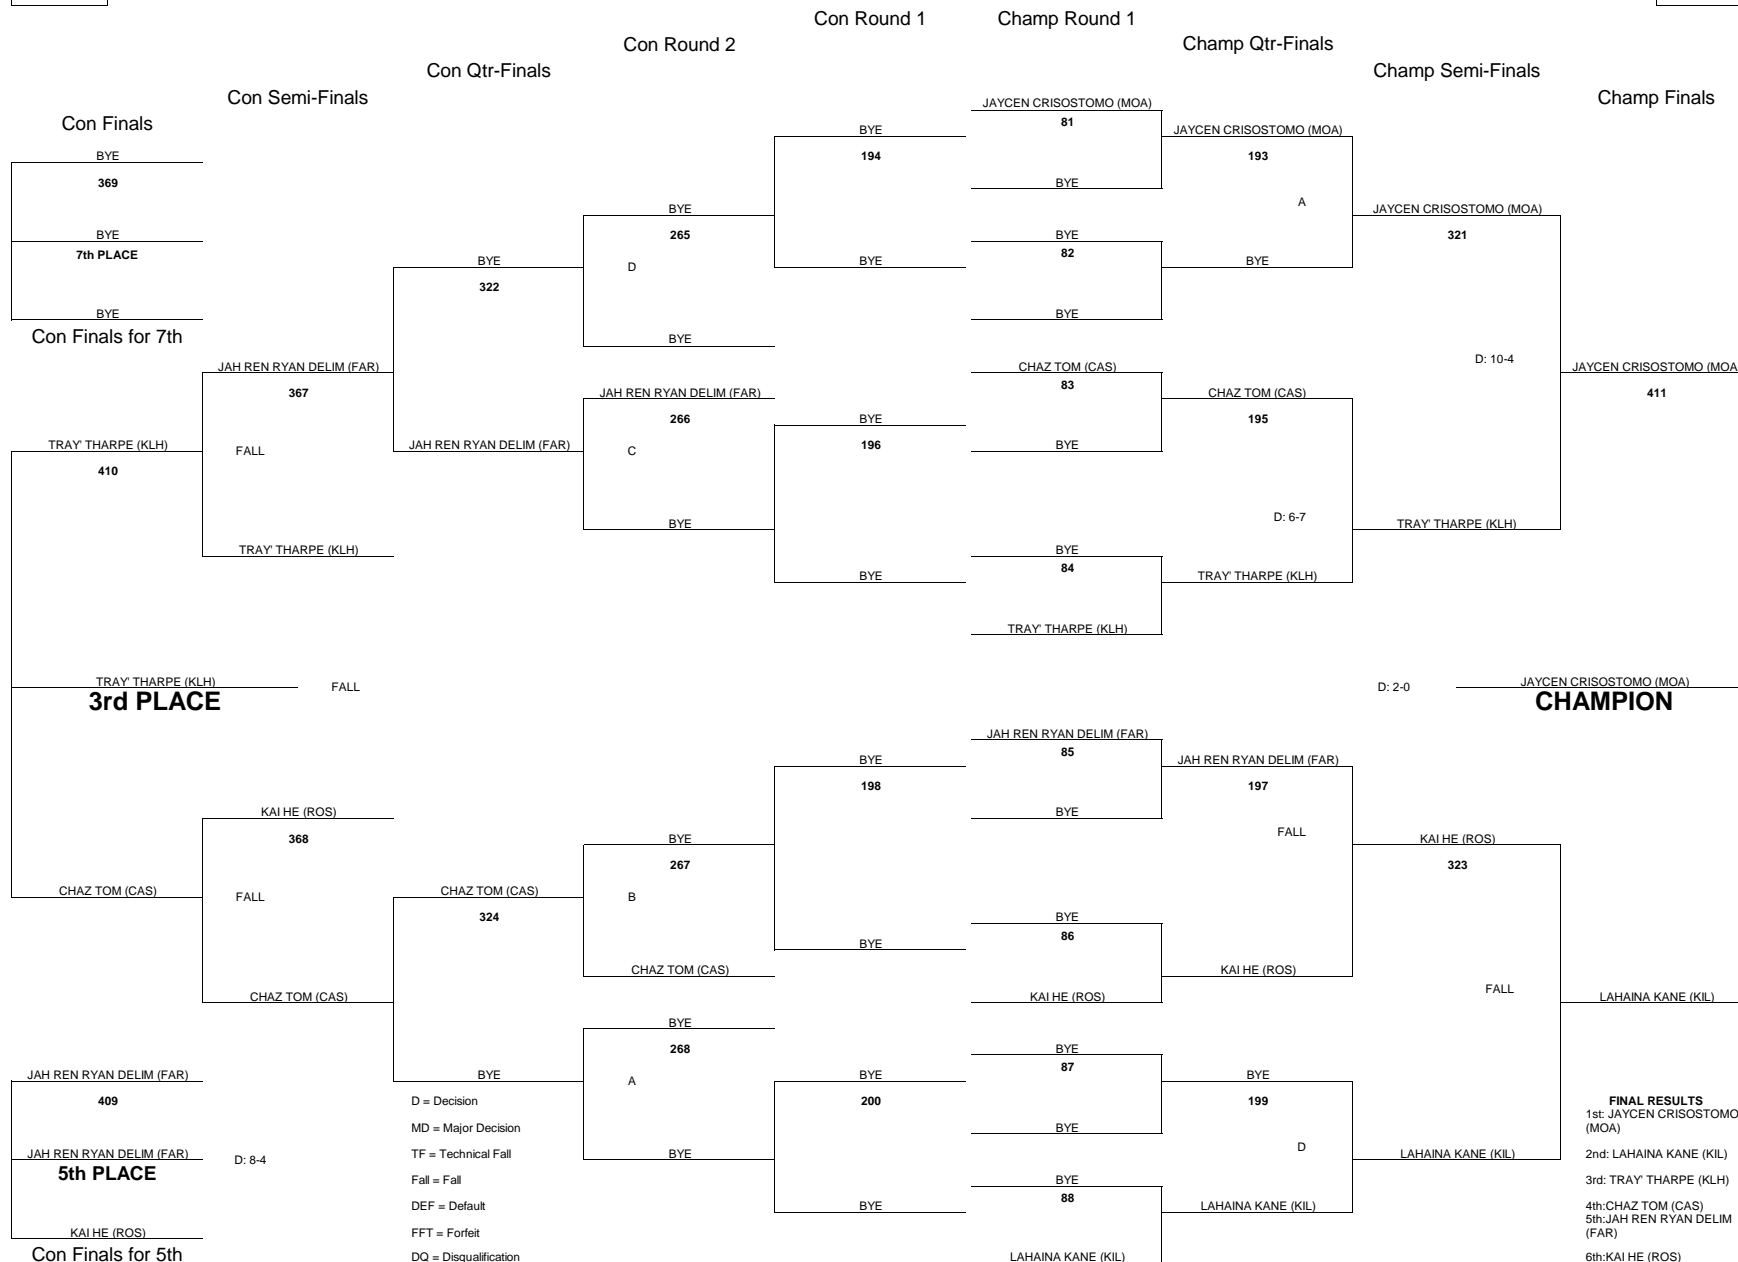 Con Round 1
Champ Round 1
Con Round 2
Champ Qtr-Finals
Con Qtr-Finals
Champ Semi-Finals
Con Semi-Finals
Champ Finals
Con Finals
BYE
369
BYE
7th PLACE
BYE
Con Finals for 7th
JAH REN RYAN DELIM (FAR)
367
TRAY' THARPE (KLH)
FALL
410
TRAY' THARPE (KLH)
TRAY' THARPE (KLH)
FALL
3rd PLACE
KAI HE (ROS)
368
CHAZ TOM (CAS)
FALL
CHAZ TOM (CAS)
JAH REN RYAN DELIM (FAR)
409
JAH REN RYAN DELIM (FAR)
D: 8-4
5th PLACE
KAI HE (ROS)
Con Finals for 5th
BYE
322
JAH REN RYAN DELIM (FAR)
CHAZ TOM (CAS)
324
BYE
D = Decision
MD = Major Decision
TF = Technical Fall
Fall = Fall
DEF = Default
FFT = Forfeit
DQ = Disqualification
BYE
265
D
BYE
JAH REN RYAN DELIM (FAR)
266
C
BYE
BYE
267
B
CHAZ TOM (CAS)
BYE
268
A
BYE
BYE
194
BYE
BYE
196
BYE
BYE
198
BYE
BYE
200
BYE
JAYCEN CRISOSTOMO (MOA)
81
BYE
BYE
82
BYE
CHAZ TOM (CAS)
83
BYE
BYE
84
TRAY' THARPE (KLH)
JAH REN RYAN DELIM (FAR)
85
BYE
BYE
86
KAI HE (ROS)
BYE
87
BYE
BYE
88
LAHAINA KANE (KIL)
JAYCEN CRISOSTOMO (MOA)
193
A
BYE
CHAZ TOM (CAS)
195
D: 6-7
TRAY' THARPE (KLH)
JAH REN RYAN DELIM (FAR)
197
FALL
KAI HE (ROS)
BYE
199
D
LAHAINA KANE (KIL)
JAYCEN CRISOSTOMO (MOA)
321
D: 10-4
TRAY' THARPE (KLH)
KAI HE (ROS)
323
FALL
LAHAINA KANE (KIL)
JAYCEN CRISOSTOMO (MOA
411
D: 2-0
JAYCEN CRISOSTOMO (MOA)
CHAMPION
LAHAINA KANE (KIL)
FINAL RESULTS
1st: JAYCEN CRISOSTOMO
(MOA)
2nd: LAHAINA KANE (KIL)
3rd: TRAY' THARPE (KLH)
4th:CHAZ TOM (CAS)
5th:JAH REN RYAN DELIM
(FAR)
6th:KAI HE (ROS)